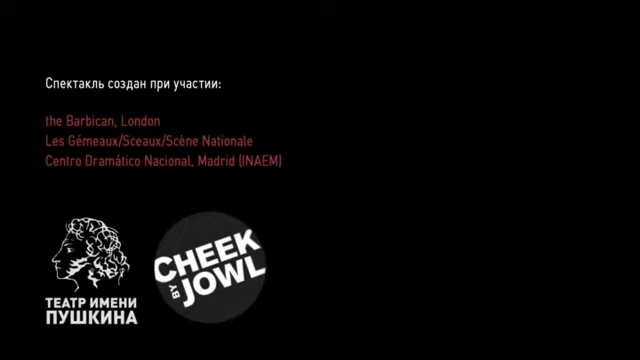 Спектакль создан при участии:
the Barbican, London
Les Gémeaux/Sceaux/Scène Nationale
Centro Dramático Nacional, Madrid (INAEM)
CHEEK
BY JOWL
ТЕАТР ИМЕНИ
ПУШКИНА